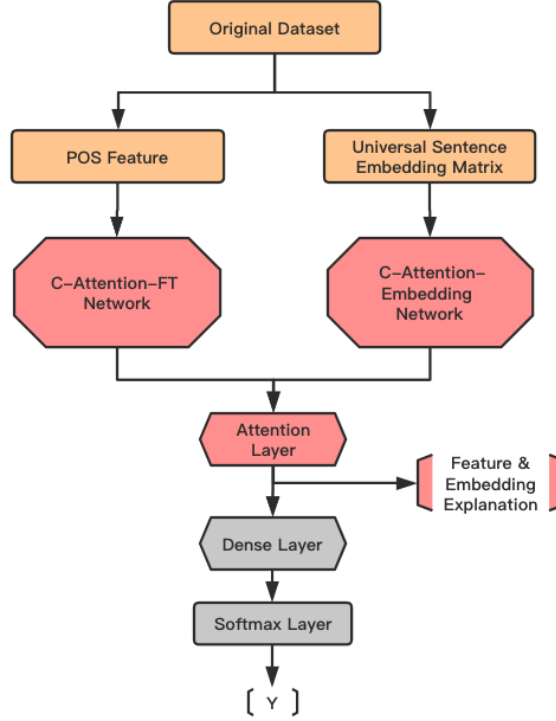 Original Dataset
POS Feature
Universal Sentence
Embedding Matrix
C-Attention-FT
Network
C-Attention-
Embedding
Network
Attention
Layer
Feature &
Embedding
Explanation
Dense Layer
Softmax Layer
[ Y ]